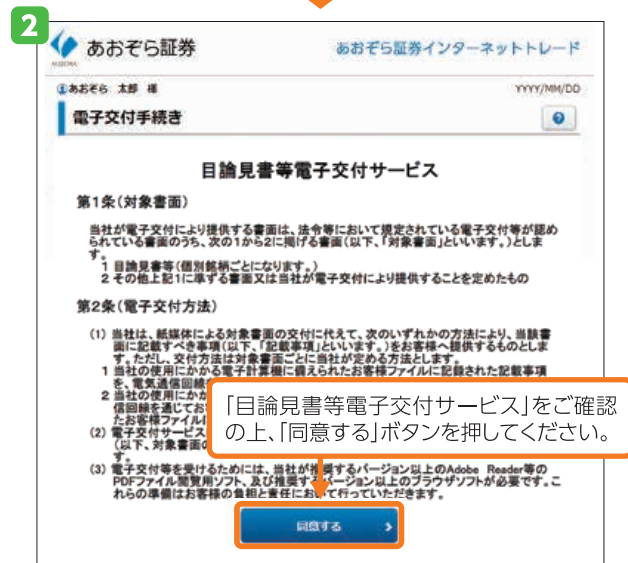 2
あおぞら証券
あおぞら証券インターネットトレード
AOZORA
あおぞら 太郎 様
YYYY/MM/DD
電子交付手続き
?
目論見書等電子交付サービス
第1条(対象書面)
当社が電子交付により提供する書面は、法令等において規定されている電子交付等が認め
られている書面のうち、次の1から2に掲げる書面(以下、「対象書面」といいます。)としま
す。
1 目論見書等(個別銘柄ごとになります。)
2 その他上記1に準ずる書面又は当社が電子交付により提供することを定めたもの
第2条(電子交付方法)
(1) 当社は、紙媒体による対象書面の交付に代えて、次のいずれかの方法により、当該書
面に記載すべき事項(以下、「記載事項」といいます。)をお客様へ提供するものとしま
す。ただし、交付方法は対象書面ごとに当社が定める方法とします。
1 当社の使用にかかる電子計算機に備えられたお客様ファイルに記録された記載事項
を、電気通信回線
2 当社の使用にかか
信回線を通じてお
たお客様ファイルに
(2) 電子交付サービス
(以下、対象書面の
す。
「目論見書等電子交付サービス」をご確認
の上、「同意する」ボタンを押してください。
(3) 電子交付等を受けるためには、当社が推奨するバージョン以上のAdobe Reader等の
PDFファイル閲覧用ソフト、及び推奨するバージョン以上のブラウザソフトが必要です。こ
れらの準備はお客様の負担と責任において行っていただきます。
同意する